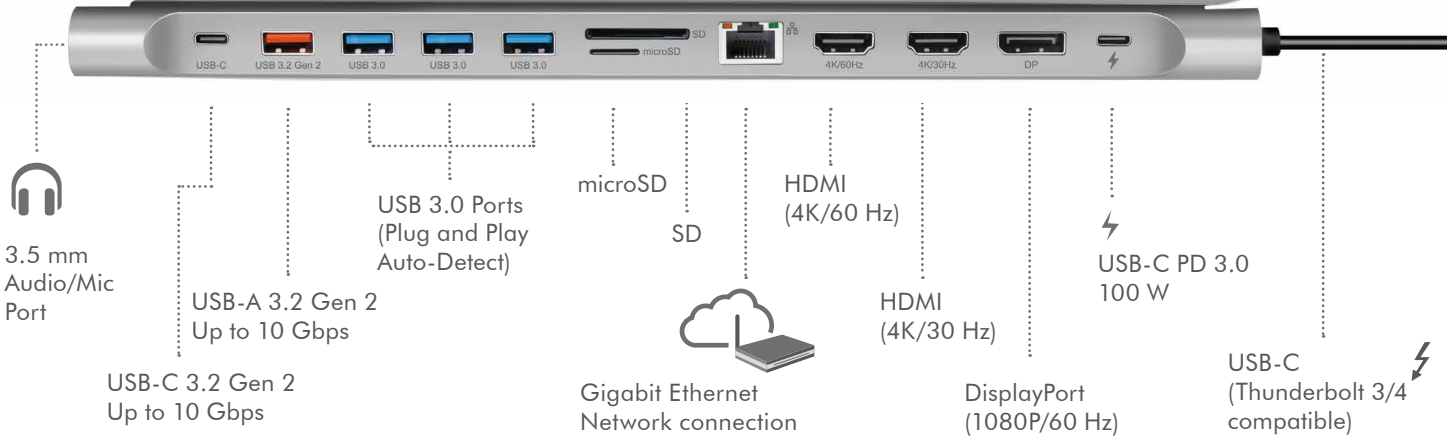 USB-C
USB 3.2 Gen 2
USB 3.0
USB 3.0
USB 3.0
SD
microSD
4K/60Hz
4K/30Hz
DP
3.5 mm
Audio/Mic
Port
USB-C 3.2 Gen 2
Up to 10 Gbps
USB-A 3.2 Gen 2
Up to 10 Gbps
USB 3.0 Ports
(Plug and Play
Auto-Detect)
microSD
SD
Gigabit Ethernet
Network connection
HDMI
(4K/60 Hz)
HDMI
(4K/30 Hz)
DisplayPort
(1080P/60 Hz)
USB-C PD 3.0
100 W
USB-C
(Thunderbolt 3/4
compatible)